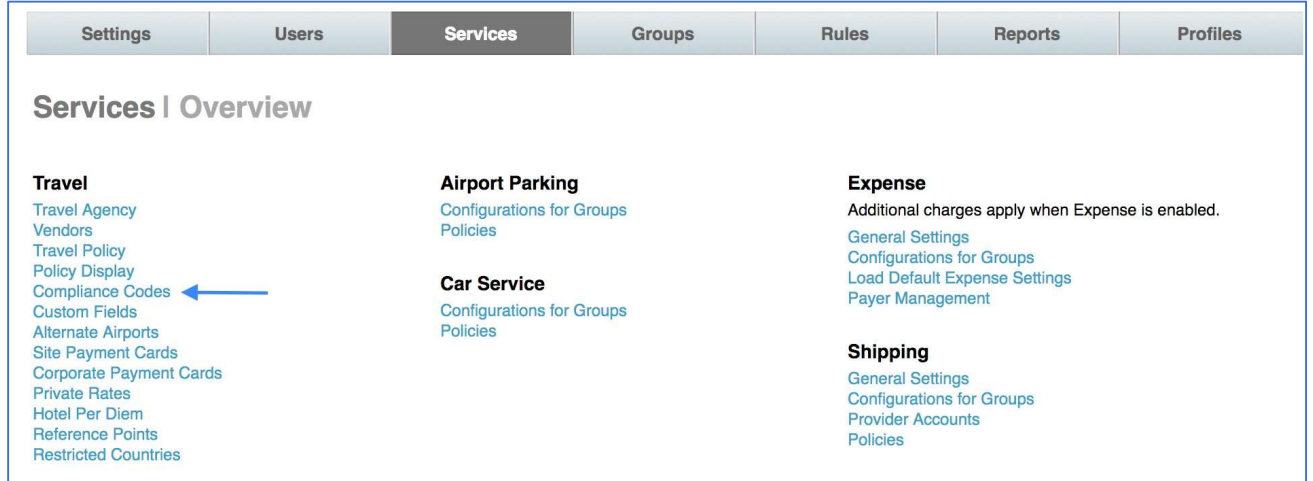 Settings Users Services Groups Rules Reports Profiles
Services | Overview
Travel
Travel Agency
Vendors
Travel Policy
Policy Display
Compliance Codes
Custom Fields
Alternate Airports
Site Payment Cards
Corporate Payment Cards
Private Rates
Hotel Per Diem
Reference Points
Restricted Countries
Airport Parking
Configurations for Groups
Policies
Car Service
Configurations for Groups
Policies
Expense
Additional charges apply when Expense is enabled.
General Settings
Configurations for Groups
Load Default Expense Settings
Payer Management
Shipping
General Settings
Configurations for Groups
Provider Accounts
Policies